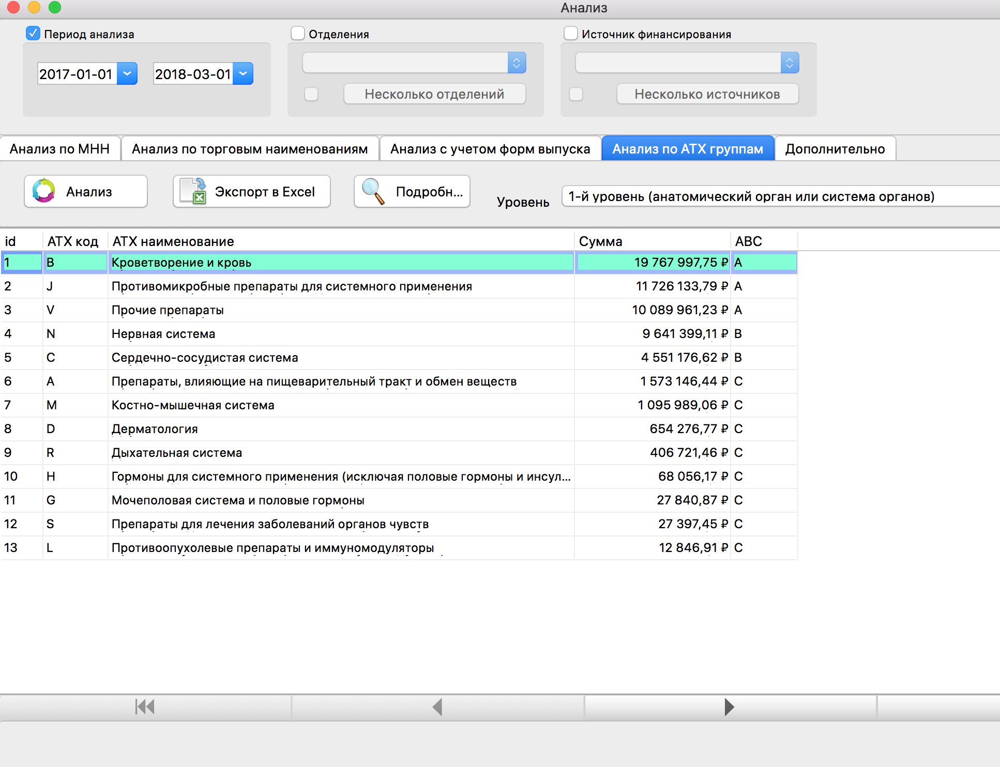 Анализ
Период анализа
Отделения
Источник финансирования
2017-01-01 2018-03-01
Несколько отделений
Несколько источников
Анализ по МНН Анализ по торговым наименованиям Анализ с учетом форм выпуска Анализ по АТХ группам Дополнительно
Анализ Экспорт в Excel Подробн... Уровень 1-й уровень (анатомический орган или система органов)
id АТХ код АТХ наименование Сумма ABC
1 B Кроветворение и кровь 19 767 997,75 ₽ A
2 J Противомикробные препараты для системного применения 11 726 133,79 ₽ A
3 V Прочие препараты 10 089 961,23 ₽ A
4 N Нервная система 9 641 399,11 ₽ B
5 C Сердечно-сосудистая система 4 551 176,62 ₽ B
6 A Препараты, влияющие на пищеварительный тракт и обмен веществ 1 573 146,44 ₽ C
7 M Костно-мышечная система 1 095 989,06 ₽ C
8 D Дерматология 654 276,77 ₽ C
9 R Дыхательная система 406 721,46 ₽ C
10 H Гормоны для системного применения (исключая половые гормоны и инсул... 68 056,17 ₽ C
11 G Мочеполовая система и половые гормоны 27 840,87 ₽ C
12 S Препараты для лечения заболеваний органов чувств 27 397,45 ₽ C
13 L Противоопухолевые препараты и иммуномодуляторы 12 846,91 ₽ C